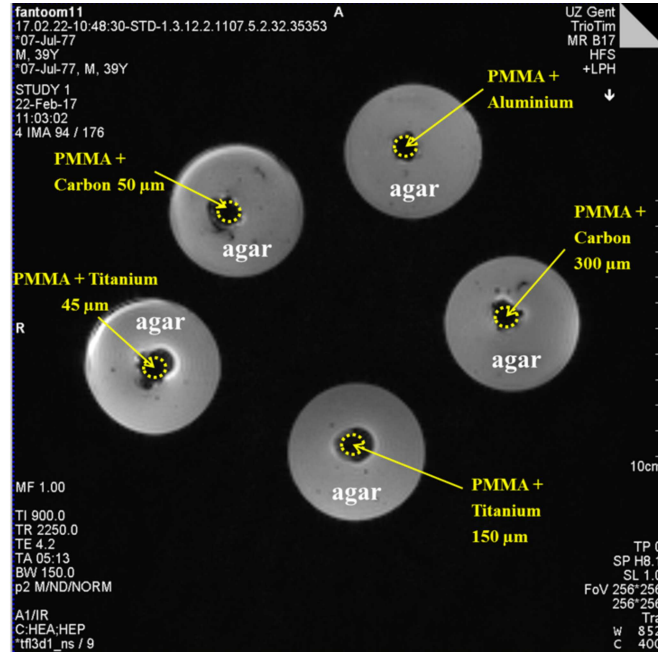 fantoom11
17.02.22-10:48:30-STD-1.3.12.2.1107.5.2.32.35353
*07-Jul-77
M, 39Y
*07-Jul-77, M, 39Y
STUDY 1
22-Feb-17
11:03:02
4 IMA 94 / 176
A
UZ Gent
TrioTim
MR B17
HFS
+LPH
PMMA +
Aluminium
agar
PMMA +
Carbon 50 µm
agar
PMMA +
Carbon
300 µm
agar
PMMA + Titanium
45 µm
agar
R
PMMA +
Titanium
150 µm
agar
10cm
MF 1.00
TI 900.0
TR 2250.0
TE 4.2
TA 05:13
BW 150.0
p2 M/ND/NORM
A1/IR
C:HEA;HEP
*tfl3d1_ns / 9
TP 0
SP H8.
SL 1.0
FoV 256*256
256*256
Tra
W 852
C 400